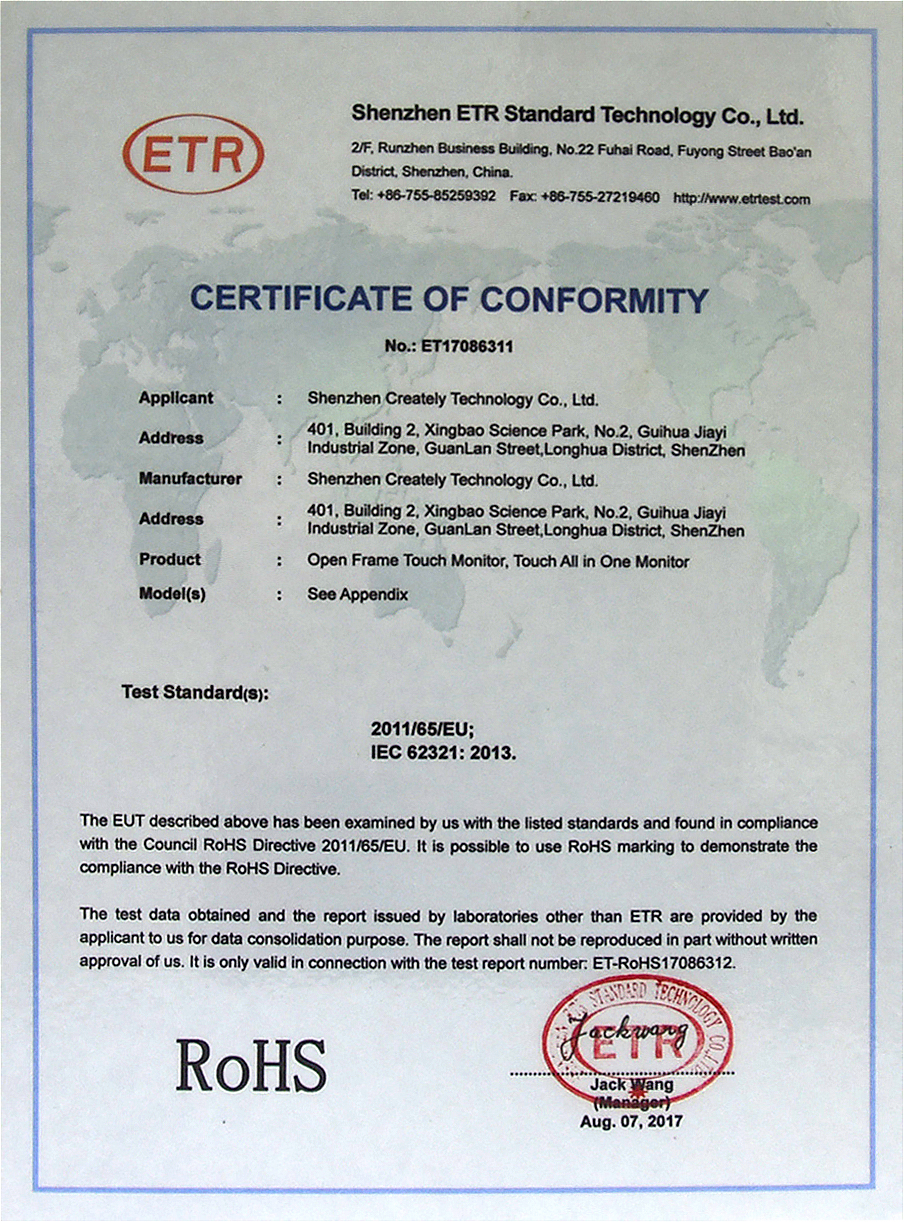 ETR
Shenzhen ETR Standard Technology Co., Ltd.
2/F, Runzhen Business Building, No.22 Fuhai Road, Fuyong Street Bao'an
District, Shenzhen, China.
Tel: +86-755-85259392 Fax: +86-755-27219460 http://www.etrtest.com
CERTIFICATE OF CONFORMITY
No.: ET17086311
Applicant : Shenzhen Creately Technology Co., Ltd.
Address : 401, Building 2, Xingbao Science Park, No.2, Guihua Jiayi
Industrial Zone, GuanLan Street,Longhua District, ShenZhen
Manufacturer : Shenzhen Creately Technology Co., Ltd.
Address : 401, Building 2, Xingbao Science Park, No.2, Guihua Jiayi
Industrial Zone, GuanLan Street,Longhua District, ShenZhen
Product : Open Frame Touch Monitor, Touch All in One Monitor
Model(s) : See Appendix
Test Standard(s):
2011/65/EU;
IEC 62321: 2013.
The EUT described above has been examined by us with the listed standards and found in compliance
with the Council RoHS Directive 2011/65/EU. It is possible to use RoHS marking to demonstrate the
compliance with the RoHS Directive.
The test data obtained and the report issued by laboratories other than ETR are provided by the
applicant to us for data consolidation purpose. The report shall not be reproduced in part without written
approval of us. It is only valid in connection with the test report number: ET-RoHS17086312.
STANDARD TECHNOLOGY CO.,LTD
Jackwang
ETR
RoHS
Jack Wang
(Manager)
Aug. 07, 2017